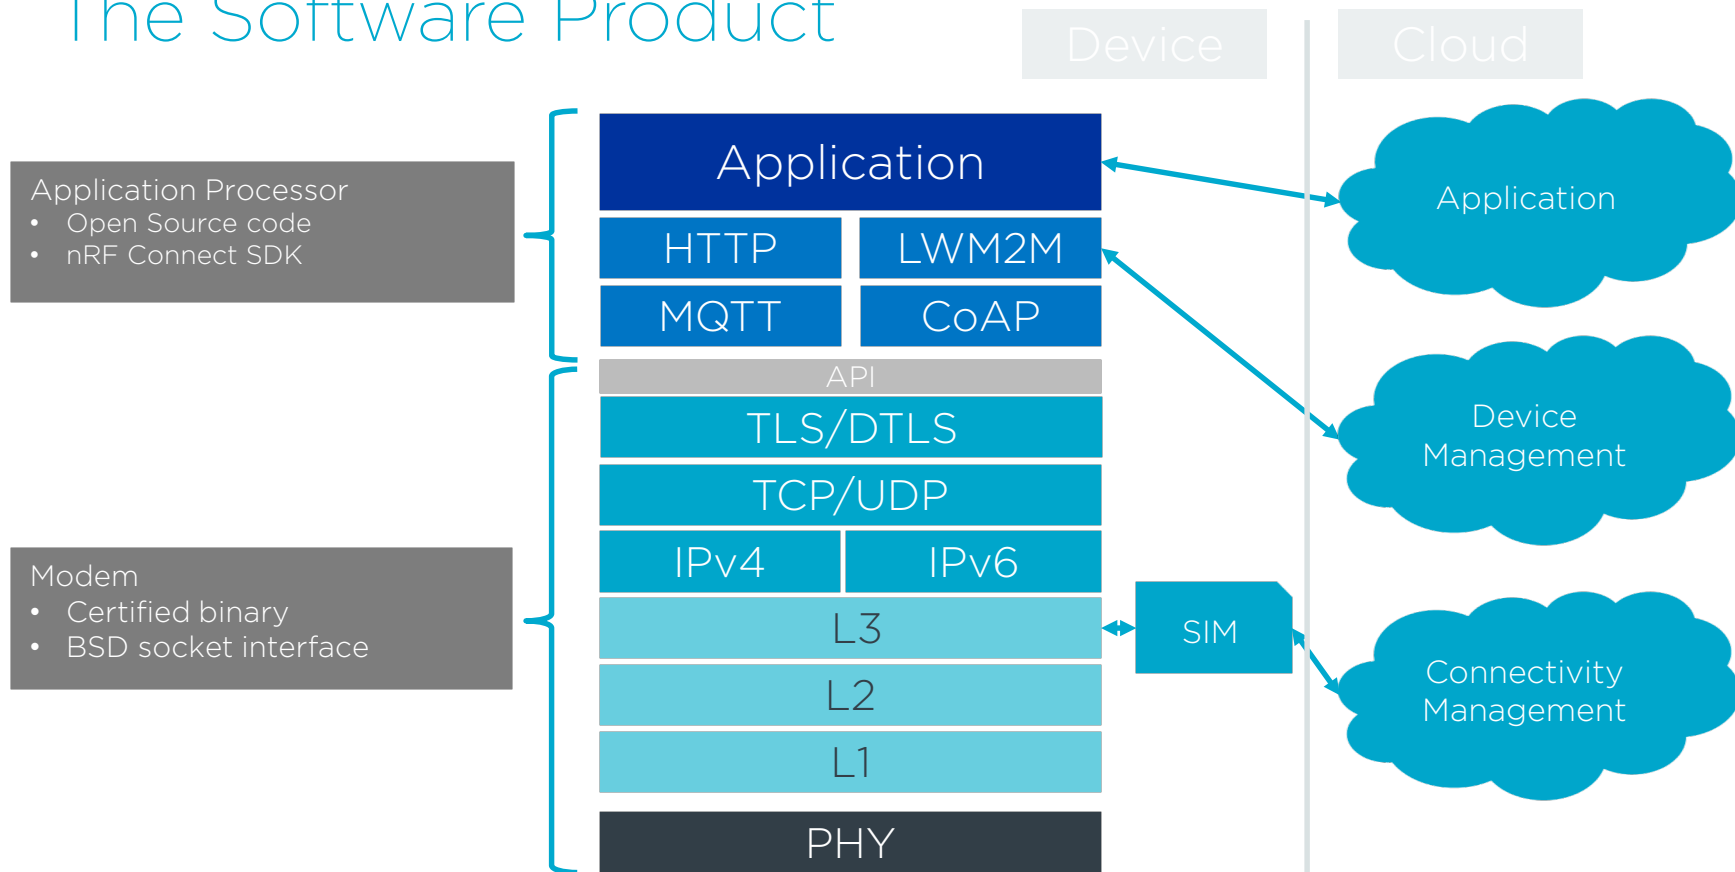 The Software Product
Device
Cloud
Application Processor
• Open Source code
• nRF Connect SDK
Application
HTTP
LWM2M
MQTT
CoAP
API
TLS/DTLS
TCP/UDP
IPv4
IPv6
L3
L2
L1
PHY
Modem
• Certified binary
• BSD socket interface
SIM
Application
Device
Management
Connectivity
Management